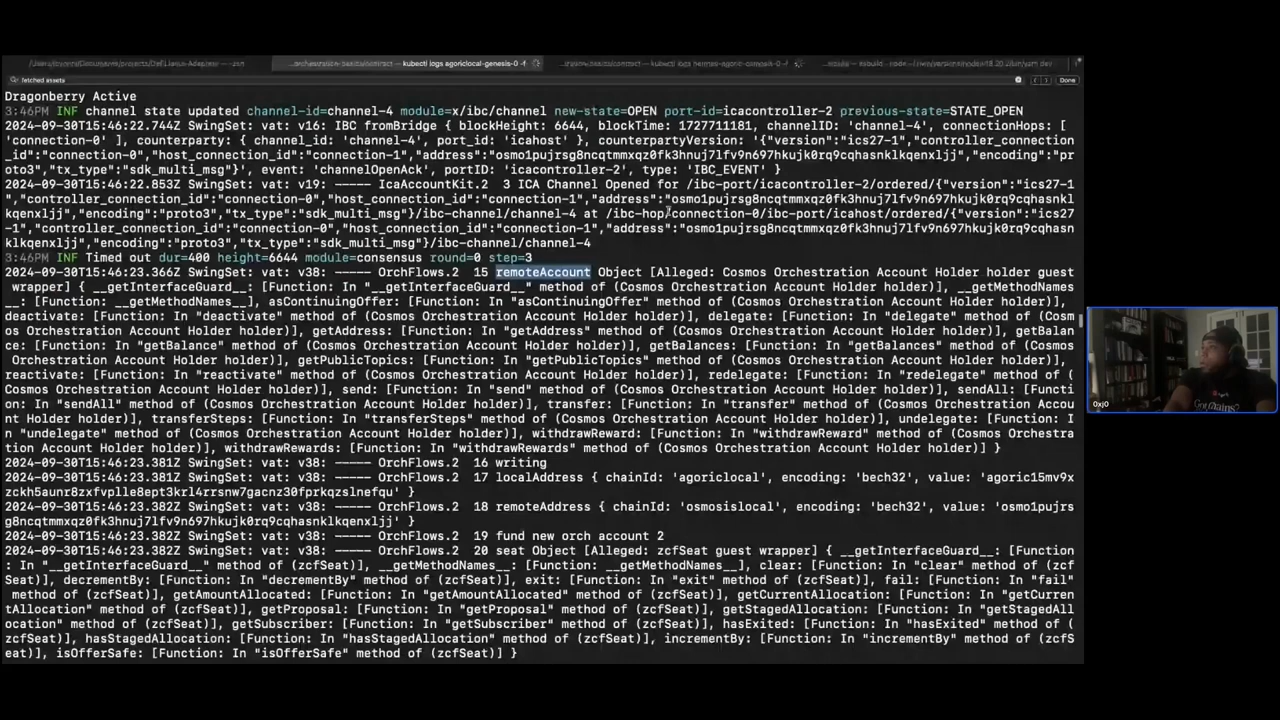 orchestration-basics/contract — kubectl logs agoriclocal-genesis-0 -f
fetched assets
Done
Dragonberry Active
3:46PM INF channel state updated channel-id=channel-4 module=x/ibc/channel new-state=OPEN port-id=icacontroller-2 previous-state=STATE_OPEN
2024-09-30T15:46:22.744Z SwingSet: vat: v16: IBC fromBridge { blockHeight: 6644, blockTime: 1727711181, channelID: 'channel-4', connectionHops: [
'connection-0' ], counterparty: { channel_id: 'channel-4', port_id: 'icahost' }, counterpartyVersion: '{"version":"ics27-1","controller_connection
_id":"connection-0","host_connection_id":"connection-1","address":"osmo1pujrsg8ncqtmmxqz0fk3hnuj7lfv9n697hkujk0rq9cqhasnklkqenxljj","encoding":"pr
oto3","tx_type":"sdk_multi_msg"}', event: 'channelOpenAck', portID: 'icacontroller-2', type: 'IBC_EVENT' }
2024-09-30T15:46:22.853Z SwingSet: vat: v19: ----- IcaAccountKit.2  3 ICA Channel Opened for /ibc-port/icacontroller-2/ordered/{"version":"ics27-1
","controller_connection_id":"connection-0","host_connection_id":"connection-1","address":"osmo1pujrsg8ncqtmmxqz0fk3hnuj7lfv9n697hkujk0rq9cqhasnkl
kqenxljj","encoding":"proto3","tx_type":"sdk_multi_msg"}/ibc-channel/channel-4 at /ibc-hop/connection-0/ibc-port/icahost/ordered/{"version":"ics27
-1","controller_connection_id":"connection-0","host_connection_id":"connection-1","address":"osmo1pujrsg8ncqtmmxqz0fk3hnuj7lfv9n697hkujk0rq9cqhasn
klkqenxljj","encoding":"proto3","tx_type":"sdk_multi_msg"}/ibc-channel/channel-4
3:46PM INF Timed out dur=400 height=6644 module=consensus round=0 step=3
2024-09-30T15:46:23.366Z SwingSet: vat: v38: ----- OrchFlows.2  15 remoteAccount Object [Alleged: Cosmos Orchestration Account Holder holder guest
 wrapper] { __getInterfaceGuard__: [Function: In "__getInterfaceGuard__" method of (Cosmos Orchestration Account Holder holder)], __getMethodNames
__: [Function: __getMethodNames__], asContinuingOffer: [Function: In "asContinuingOffer" method of (Cosmos Orchestration Account Holder holder)],
deactivate: [Function: In "deactivate" method of (Cosmos Orchestration Account Holder holder)], delegate: [Function: In "delegate" method of (Cosm
os Orchestration Account Holder holder)], getAddress: [Function: In "getAddress" method of (Cosmos Orchestration Account Holder holder)], getBalan
ce: [Function: In "getBalance" method of (Cosmos Orchestration Account Holder holder)], getBalances: [Function: In "getBalances" method of (Cosmos
 Orchestration Account Holder holder)], getPublicTopics: [Function: In "getPublicTopics" method of (Cosmos Orchestration Account Holder holder)],
reactivate: [Function: In "reactivate" method of (Cosmos Orchestration Account Holder holder)], redelegate: [Function: In "redelegate" method of (
Cosmos Orchestration Account Holder holder)], send: [Function: In "send" method of (Cosmos Orchestration Account Holder holder)], sendAll: [Functi
on: In "sendAll" method of (Cosmos Orchestration Account Holder holder)], transfer: [Function: In "transfer" method of (Cosmos Orchestration Accou
nt Holder holder)], transferSteps: [Function: In "transferSteps" method of (Cosmos Orchestration Account Holder holder)], undelegate: [Function: I
n "undelegate" method of (Cosmos Orchestration Account Holder holder)], withdrawReward: [Function: In "withdrawReward" method of (Cosmos Orchestra
tion Account Holder holder)], withdrawRewards: [Function: In "withdrawRewards" method of (Cosmos Orchestration Account Holder holder)] }
2024-09-30T15:46:23.381Z SwingSet: vat: v38: ----- OrchFlows.2  16 writing
2024-09-30T15:46:23.381Z SwingSet: vat: v38: ----- OrchFlows.2  17 localAddress { chainId: 'agoriclocal', encoding: 'bech32', value: 'agoric15mv9x
zckh5aunr8zxfvplle8ept3krl4rrsnw7gacnz30fprkqzslnefqu' }
2024-09-30T15:46:23.382Z SwingSet: vat: v38: ----- OrchFlows.2  18 remoteAddress { chainId: 'osmosislocal', encoding: 'bech32', value: 'osmo1pujrs
g8ncqtmmxqz0fk3hnuj7lfv9n697hkujk0rq9cqhasnklkqenxljj' }
2024-09-30T15:46:23.382Z SwingSet: vat: v38: ----- OrchFlows.2  19 fund new orch account 2
2024-09-30T15:46:23.382Z SwingSet: vat: v38: ----- OrchFlows.2  20 seat Object [Alleged: zcfSeat guest wrapper] { __getInterfaceGuard__: [Function
: In "__getInterfaceGuard__" method of (zcfSeat)], __getMethodNames__: [Function: __getMethodNames__], clear: [Function: In "clear" method of (zcf
Seat)], decrementBy: [Function: In "decrementBy" method of (zcfSeat)], exit: [Function: In "exit" method of (zcfSeat)], fail: [Function: In "fail"
 method of (zcfSeat)], getAmountAllocated: [Function: In "getAmountAllocated" method of (zcfSeat)], getCurrentAllocation: [Function: In "getCurren
tAllocation" method of (zcfSeat)], getProposal: [Function: In "getProposal" method of (zcfSeat)], getStagedAllocation: [Function: In "getStagedAll
ocation" method of (zcfSeat)], getSubscriber: [Function: In "getSubscriber" method of (zcfSeat)], hasExited: [Function: In "hasExited" method of (
zcfSeat)], hasStagedAllocation: [Function: In "hasStagedAllocation" method of (zcfSeat)], incrementBy: [Function: In "incrementBy" method of (zcfS
eat)], isOfferSafe: [Function: In "isOfferSafe" method of (zcfSeat)] }
0xj0